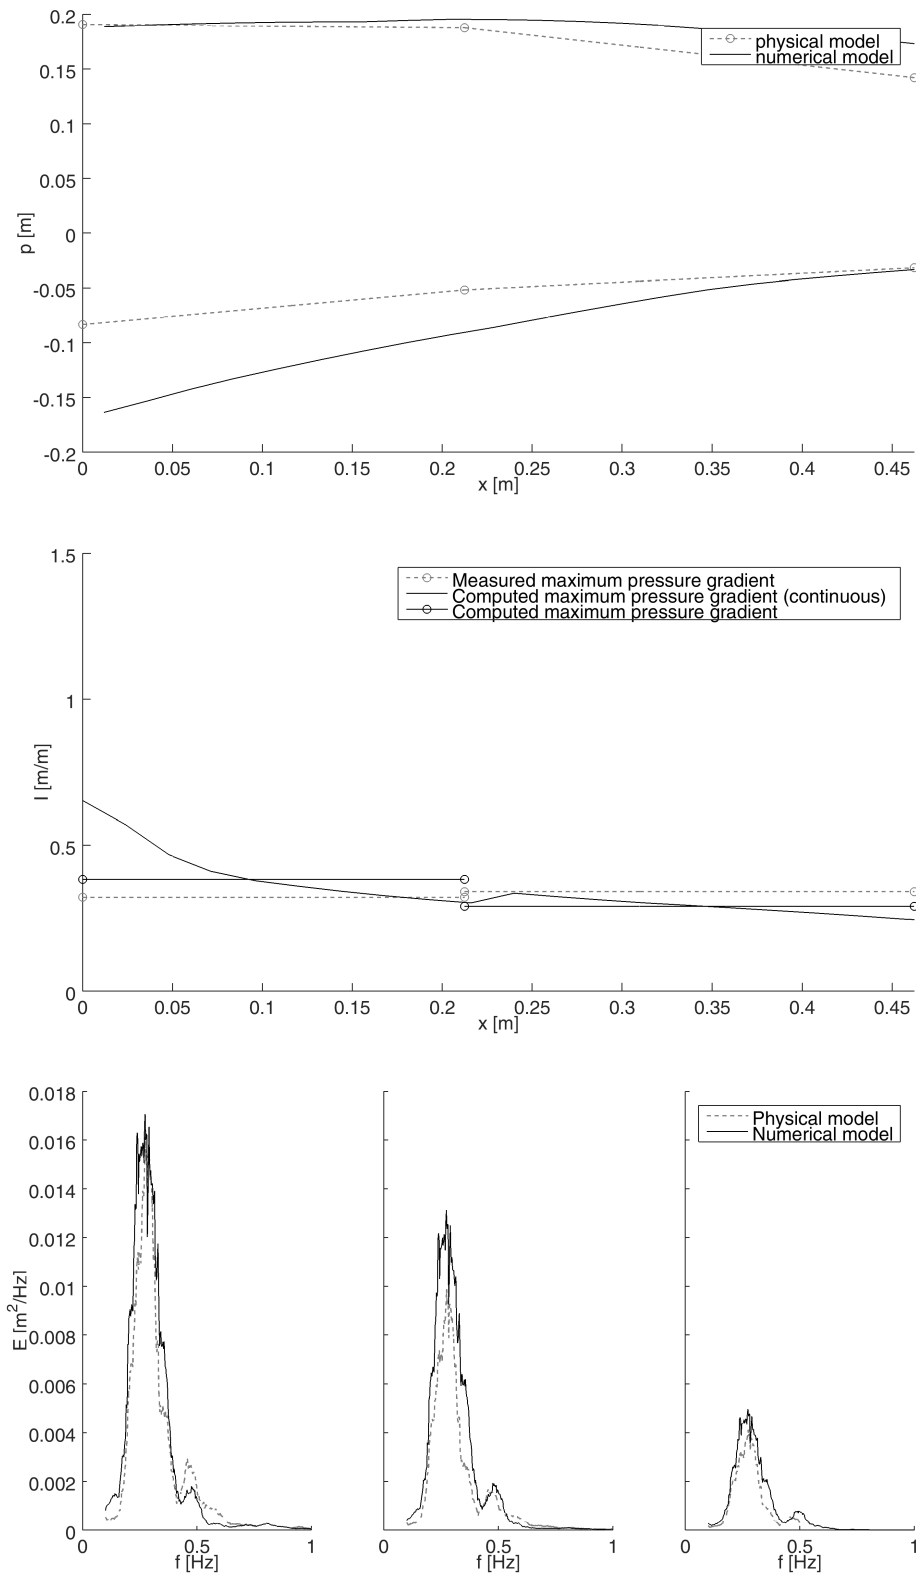 0.2
0.15
0.1
0.05
0
-0.05
-0.1
-0.15
-0.2
p [m]
physical model
numerical model
0 0.05 0.1 0.15 0.2 0.25 0.3 0.35 0.4 0.45
x [m]
1.5
1
0.5
0
I [m/m]
Measured maximum pressure gradient
Computed maximum pressure gradient (continuous)
Computed maximum pressure gradient
0 0.05 0.1 0.15 0.2 0.25 0.3 0.35 0.4 0.45
x [m]
0.018
0.016
0.014
0.012
0.01
0.008
0.006
0.004
0.002
0
E [m²/Hz]
Physical model
Numerical model
0 0.5 1
f [Hz]
0 0.5 1
f [Hz]
0 0.5 1
f [Hz]